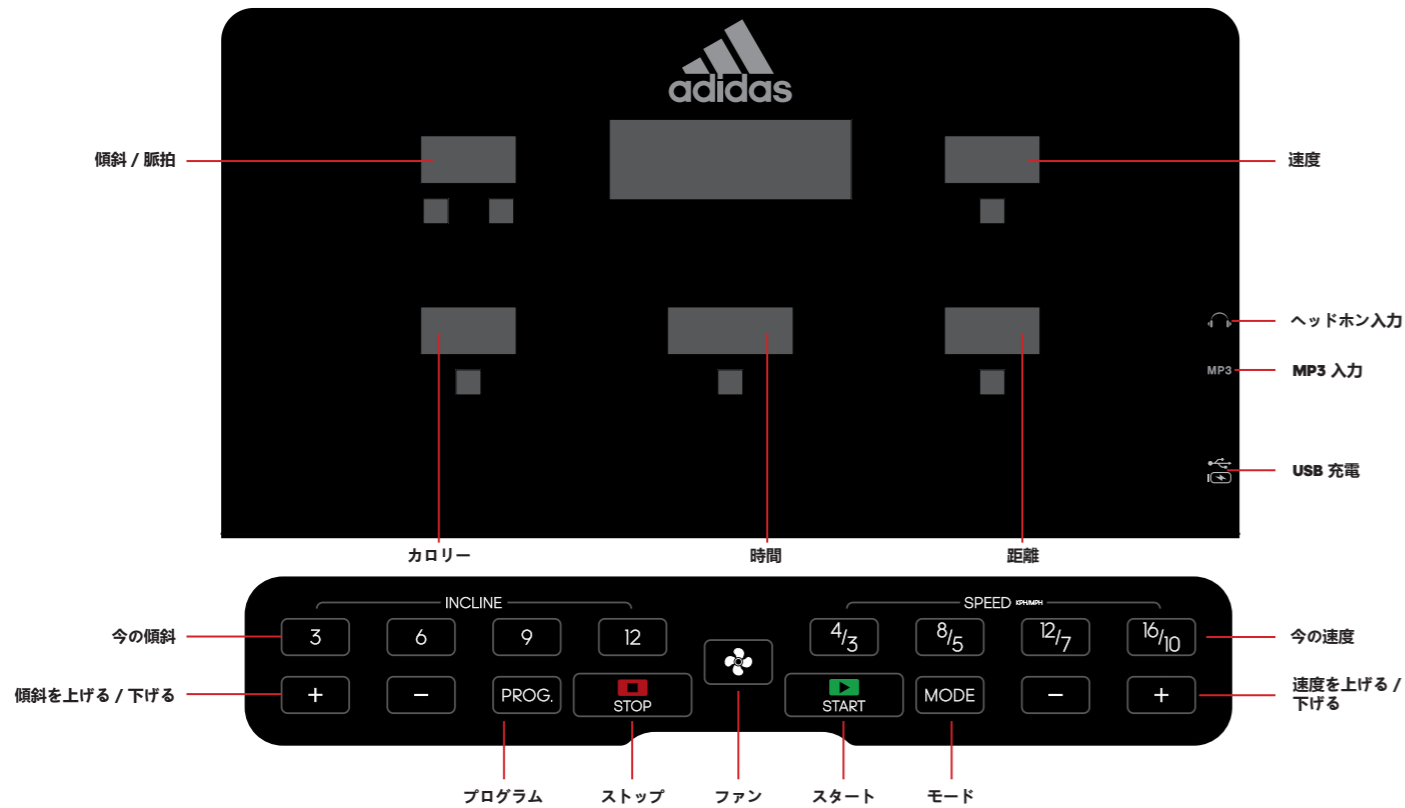 adidas
傾斜 / 脈拍
速度
ヘッドホン入力
MP3
MP3 入力
USB 充電
カロリー
時間
距離
INCLINE
SPEED KPH/MPH
今の傾斜
3
6
9
12
4/3
8/5
12/7
16/10
今の速度
傾斜を上げる / 下げる
+
−
PROG.
STOP
START
MODE
−
+
速度を上げる /
下げる
プログラム
ストップ
ファン
スタート
モード